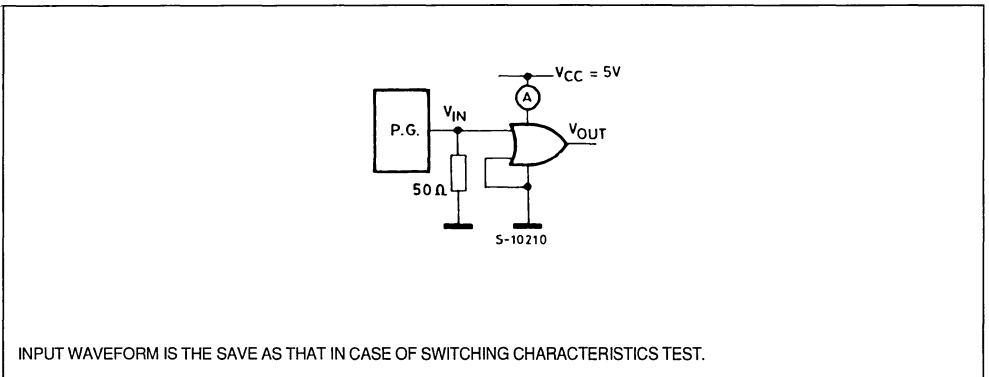 VCC = 5V
A
P.G.
VIN
VOUT
50 Ω
S-10210
INPUT WAVEFORM IS THE SAVE AS THAT IN CASE OF SWITCHING CHARACTERISTICS TEST.